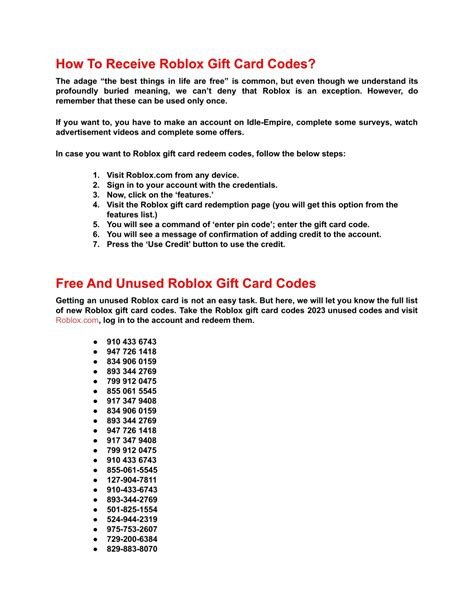 How To Receive Roblox Gift Card Codes?
The adage “the best things in life are free” is common, but even though we understand its
profoundly buried meaning, we can’t deny that Roblox is an exception. However, do
remember that these can be used only once.
If you want to, you have to make an account on Idle-Empire, complete some surveys, watch
advertisement videos and complete some offers.
In case you want to Roblox gift card redeem codes, follow the below steps:
1. Visit Roblox.com from any device.
2. Sign in to your account with the credentials.
3. Now, click on the ‘features.’
4. Visit the Roblox gift card redemption page (you will get this option from the
features list.)
5. You will see a command of ‘enter pin code’; enter the gift card code.
6. You will see a message of confirmation of adding credit to the account.
7. Press the ‘Use Credit’ button to use the credit.
Free And Unused Roblox Gift Card Codes
Getting an unused Roblox card is not an easy task. But here, we will let you know the full list
of new Roblox gift card codes. Take the Roblox gift card codes 2023 unused codes and visit
Roblox.com, log in to the account and redeem them.
● 910 433 6743
● 947 726 1418
● 834 906 0159
● 893 344 2769
● 799 912 0475
● 855 061 5545
● 917 347 9408
● 834 906 0159
● 893 344 2769
● 947 726 1418
● 917 347 9408
● 799 912 0475
● 910 433 6743
● 855-061-5545
● 127-904-7811
● 910-433-6743
● 893-344-2769
● 501-825-1554
● 524-944-2319
● 975-753-2607
● 729-200-6384
● 829-883-8070